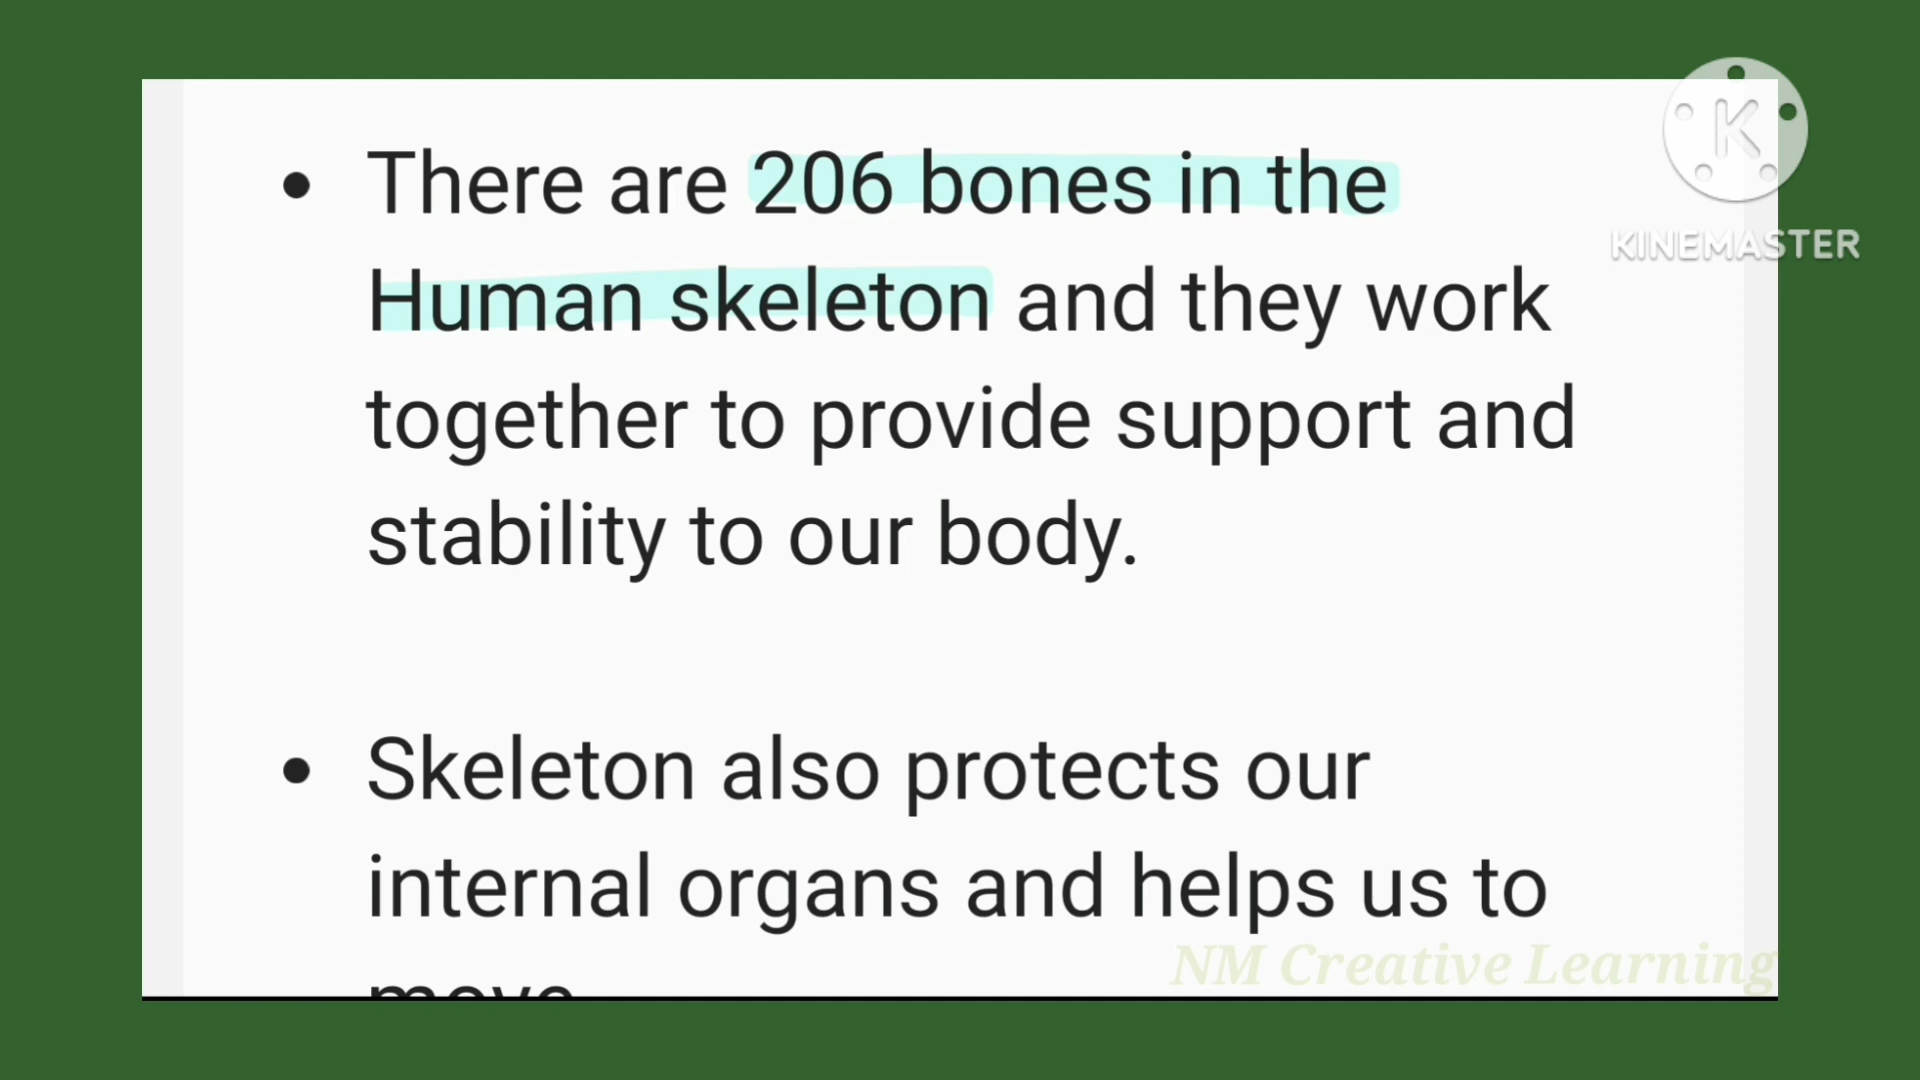 • There are 206 bones in the
Human skeleton and they work
together to provide support and
stability to our body.
• Skeleton also protects our
internal organs and helps us to
move
K
KINEMASTER
NM Creative Learning